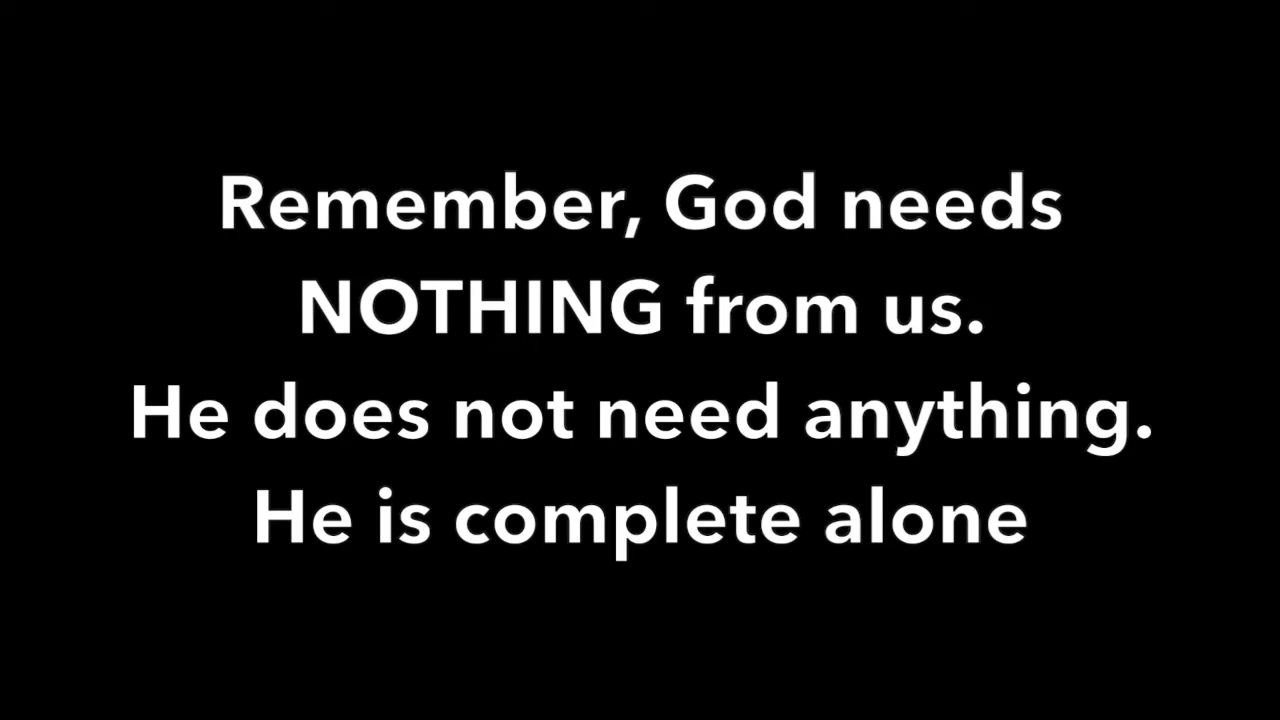 Remember, God needs
NOTHING from us.
He does not need anything.
He is complete alone